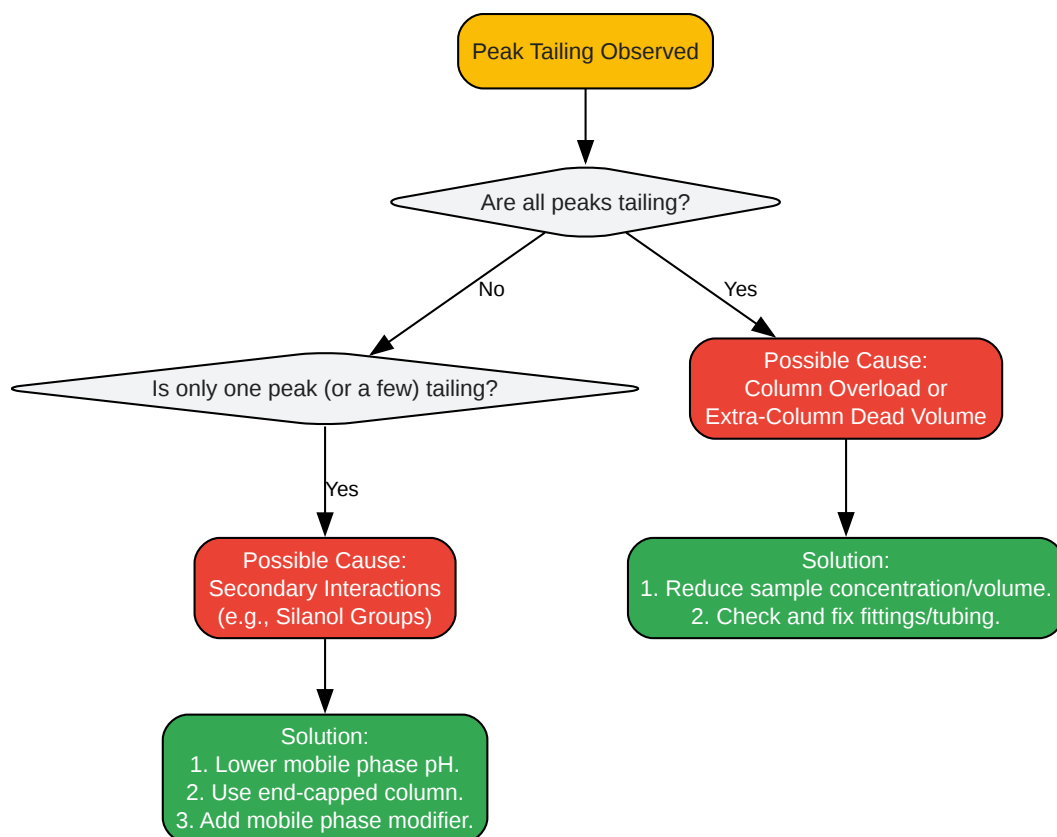 Peak Tailing Observed
Are all peaks tailing?
No
Yes
Is only one peak (or a few) tailing?
Possible Cause:
Column Overload or
Extra-Column Dead Volume
Yes
Possible Cause:
Secondary Interactions
(e.g., Silanol Groups)
Solution:
1. Reduce sample concentration/volume.
2. Check and fix fittings/tubing.
Solution:
1. Lower mobile phase pH.
2. Use end-capped column.
3. Add mobile phase modifier.